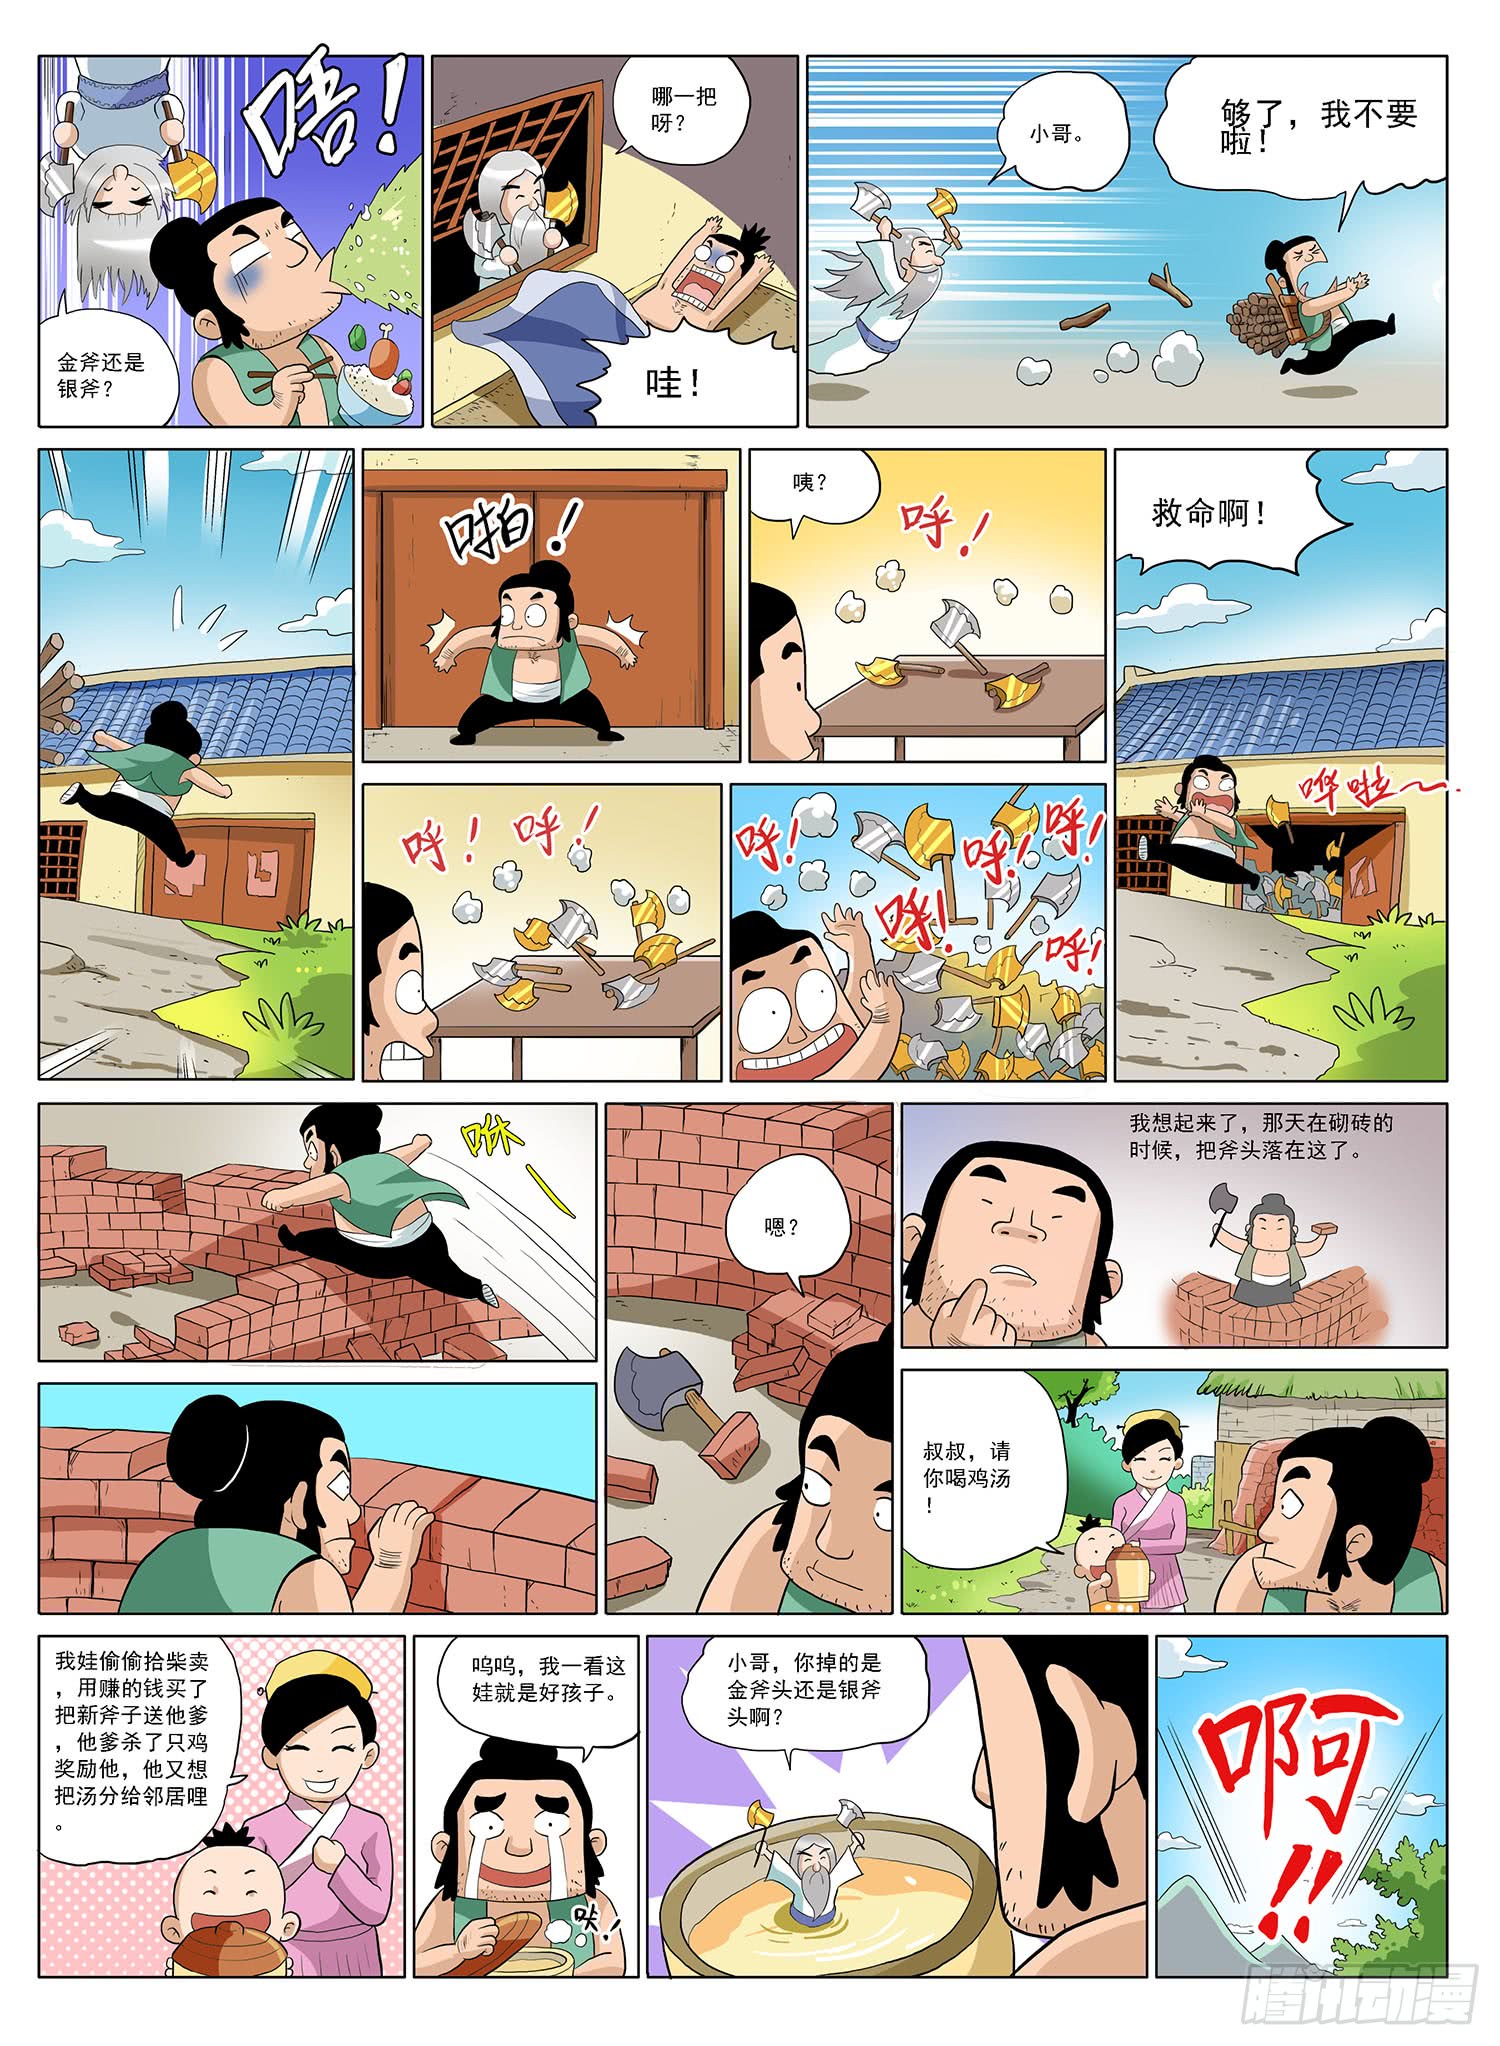 唔！
金斧还是
银斧？
哪一把
呀？
哇！
小哥。
够了，我不要
啦！
啪！
咦？
呼！
呼！呼！
呼！
呼！
呼！
呼！
呼！
救命啊！
哗啦～
咻—
嗯？
我想起来了，那天在砌砖的
时候，把斧头落在这了。
叔叔，请
你喝鸡汤
！
我娃偷偷拾柴卖
，用赚的钱买了
把新斧子送他爹
，他爹杀了只鸡
奖励他，他又想
把汤分给邻居哩
。
呜呜，我一看这
娃就是好孩子。
咔！
小哥，你掉的是
金斧头还是银斧
头啊？
啊!!
腾讯动漫